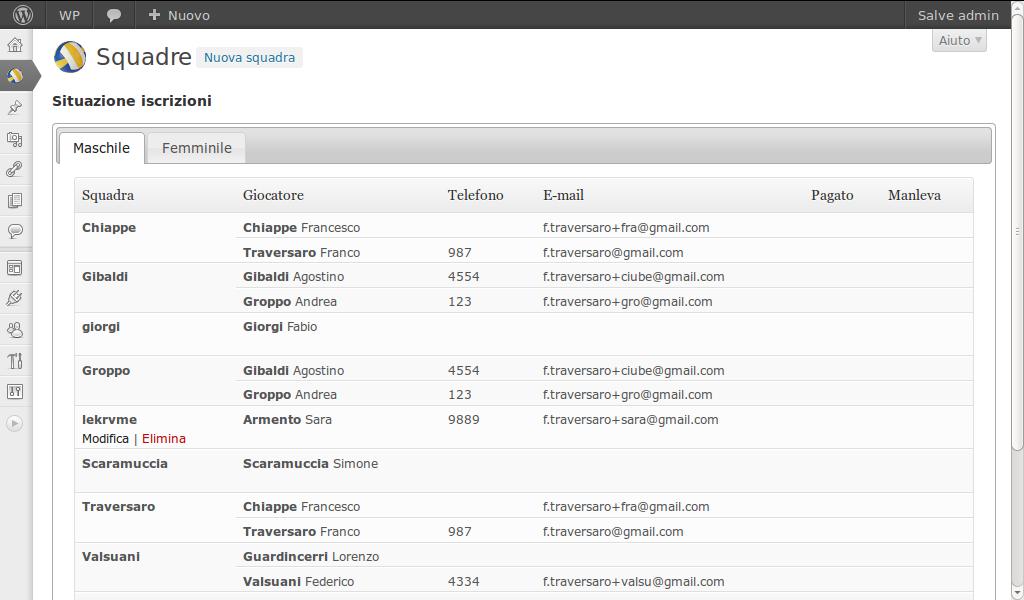 WP Nuovo Salve admin
Aiuto
Squadre Nuova squadra
Situazione iscrizioni
Maschile Femminile
Squadra Giocatore Telefono E-mail Pagato Manleva
Chiappe Chiappe Francesco f.traversaro+fra@gmail.com
Traversaro Franco 987 f.traversaro@gmail.com
Gibaldi Gibaldi Agostino 4554 f.traversaro+ciube@gmail.com
Groppo Andrea 123 f.traversaro+gro@gmail.com
giorgi Giorgi Fabio
Groppo Gibaldi Agostino 4554 f.traversaro+ciube@gmail.com
Groppo Andrea 123 f.traversaro+gro@gmail.com
lekrvme Armento Sara 9889 f.traversaro+sara@gmail.com
Modifica | Elimina
Scaramuccia Scaramuccia Simone
Traversaro Chiappe Francesco f.traversaro+fra@gmail.com
Traversaro Franco 987 f.traversaro@gmail.com
Valsuani Guardincerri Lorenzo
Valsuani Federico 4334 f.traversaro+valsu@gmail.com